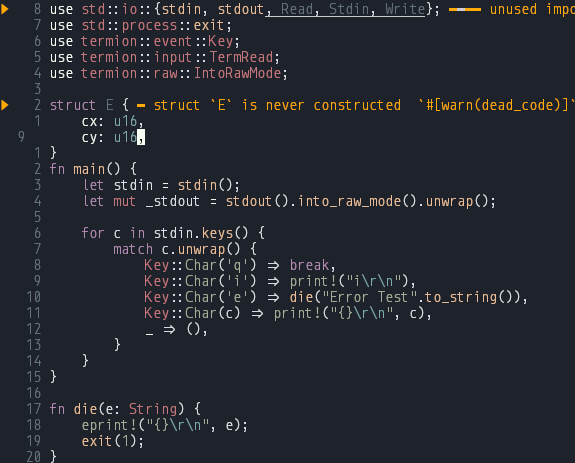 8 use std::io::{stdin, stdout, Read, Stdin, Write}; unused impo
7 use std::process::exit;
6 use termion::event::Key;
5 use termion::input::TermRead;
4 use termion::raw::IntoRawMode;
3
2 struct E { struct `E` is never constructed `#[warn(dead_code)]`
1 cx: u16,
9 cy: u16,
1 }
2 fn main() {
3 let stdin = stdin();
4 let mut _stdout = stdout().into_raw_mode().unwrap();
5
6 for c in stdin.keys() {
7 match c.unwrap() {
8 Key::Char('q') => break,
9 Key::Char('i') => print!("i\r\n"),
10 Key::Char('e') => die("Error Test".to_string()),
11 Key::Char(c) => print!("{}\r\n", c),
12 _ => (),
13 }
14 }
15 }
16
17 fn die(e: String) {
18 eprint!("{}\r\n", e);
19 exit(1);
20 }